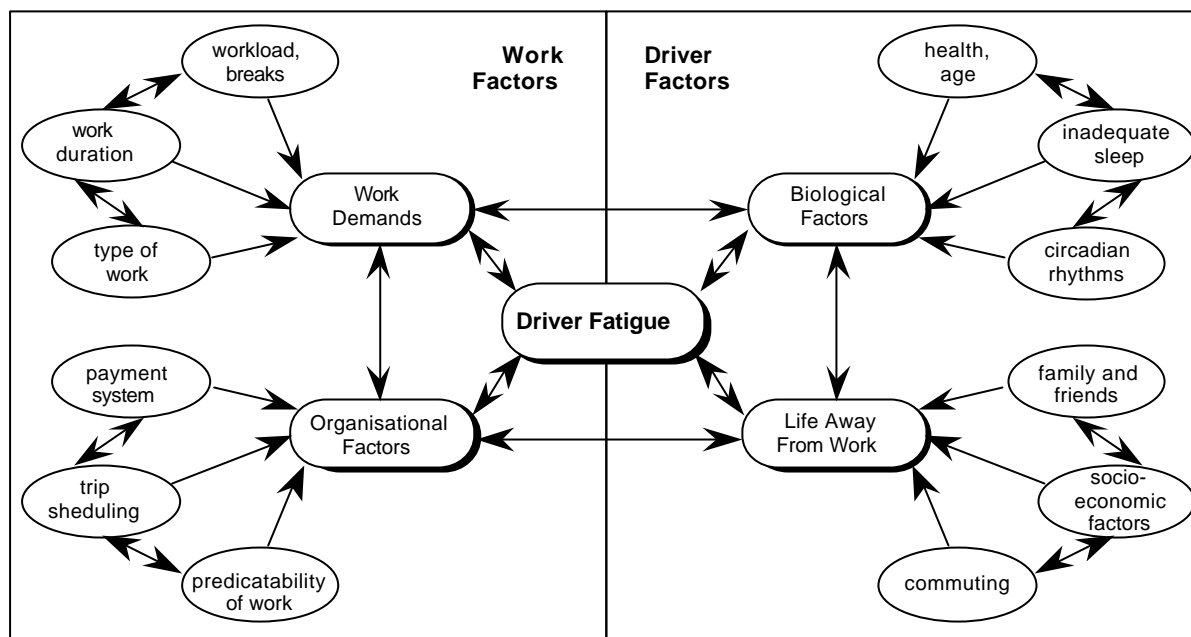 workload,
breaks
Work
Factors
work
duration
type of
work
Work
Demands
payment
system
trip
sheduling
predicatability
of work
Organisational
Factors
Driver Fatigue
Driver
Factors
health,
age
inadequate
sleep
circadian
rhythms
Biological
Factors
Life Away
From Work
family and
friends
socio-
economic
factors
commuting